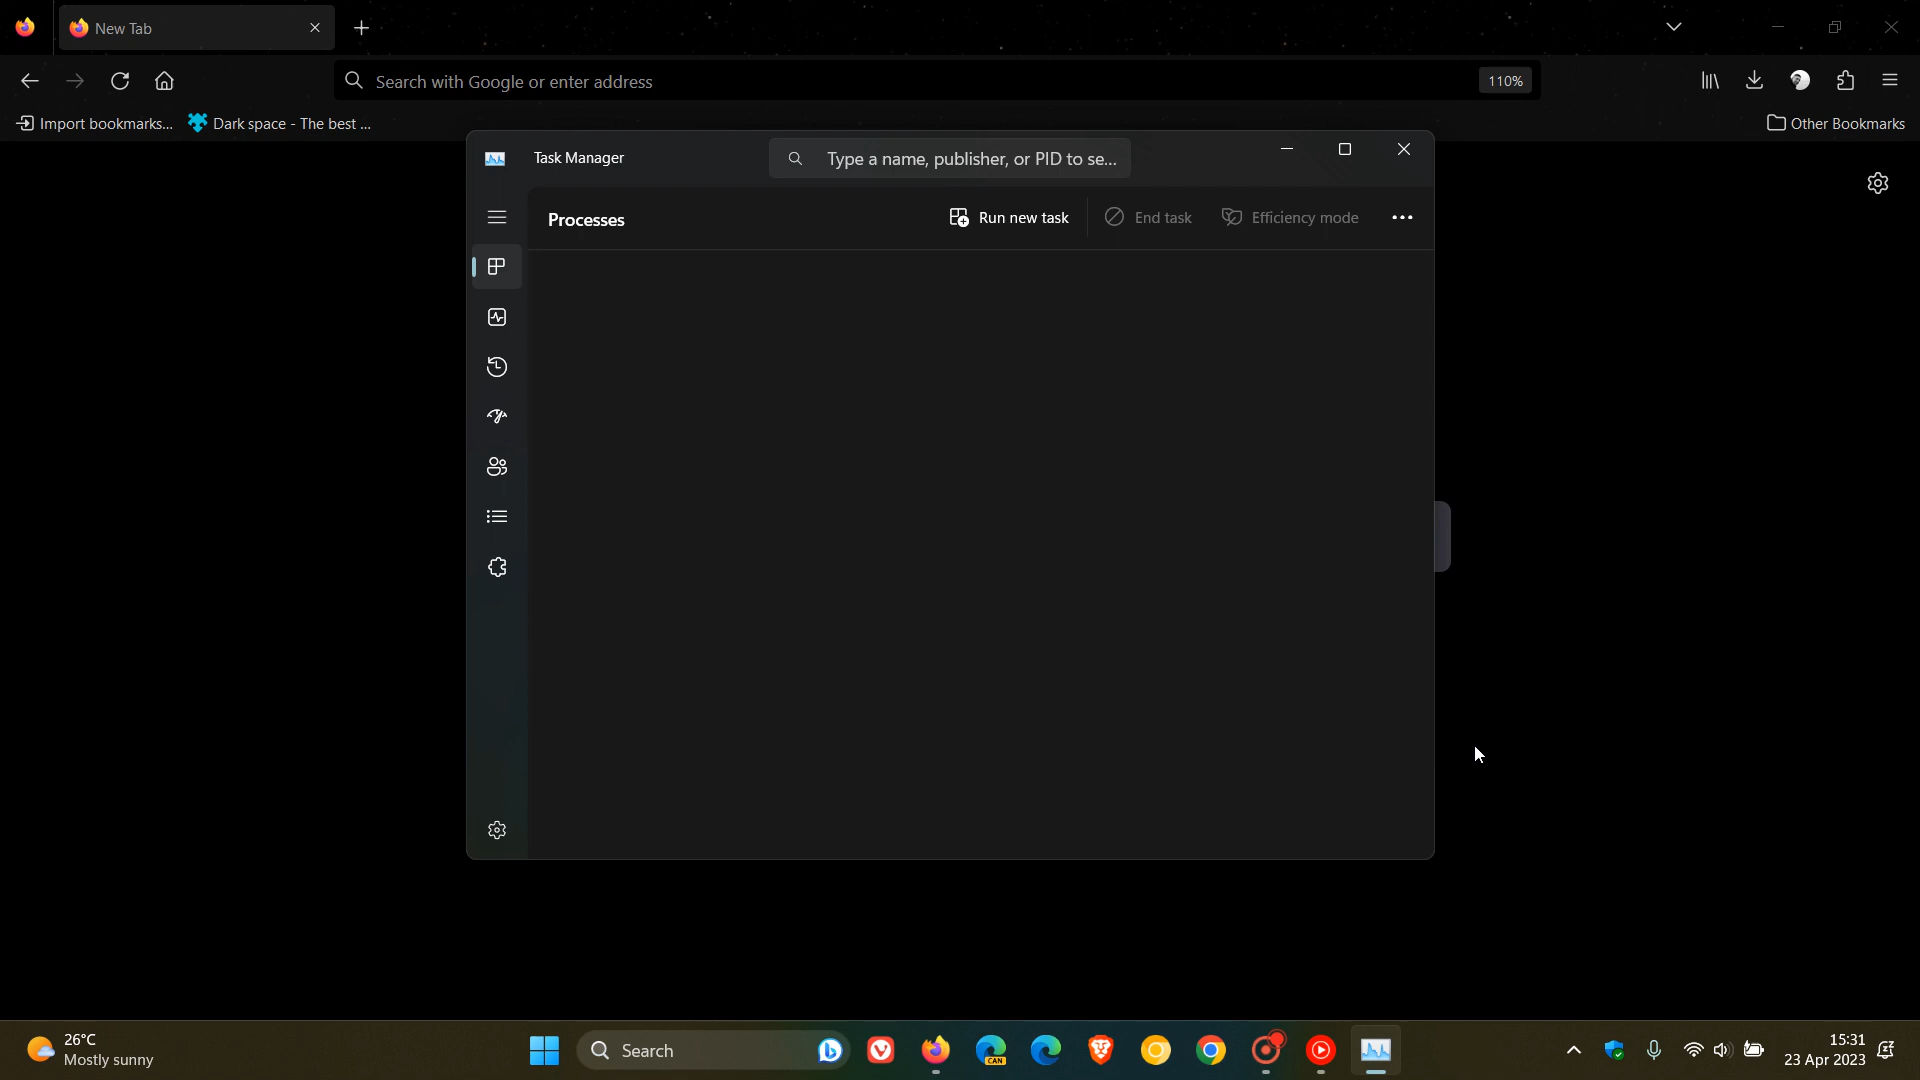 New Tab
Search with Google or enter address
110%
Import bookmarks...
Dark space - The best ...
Other Bookmarks
Task Manager
Type a name, publisher, or PID to se...
Processes
Run new task
End task
Efficiency mode
26°C
Mostly sunny
Search
CAN
15:31
23 Apr 2023